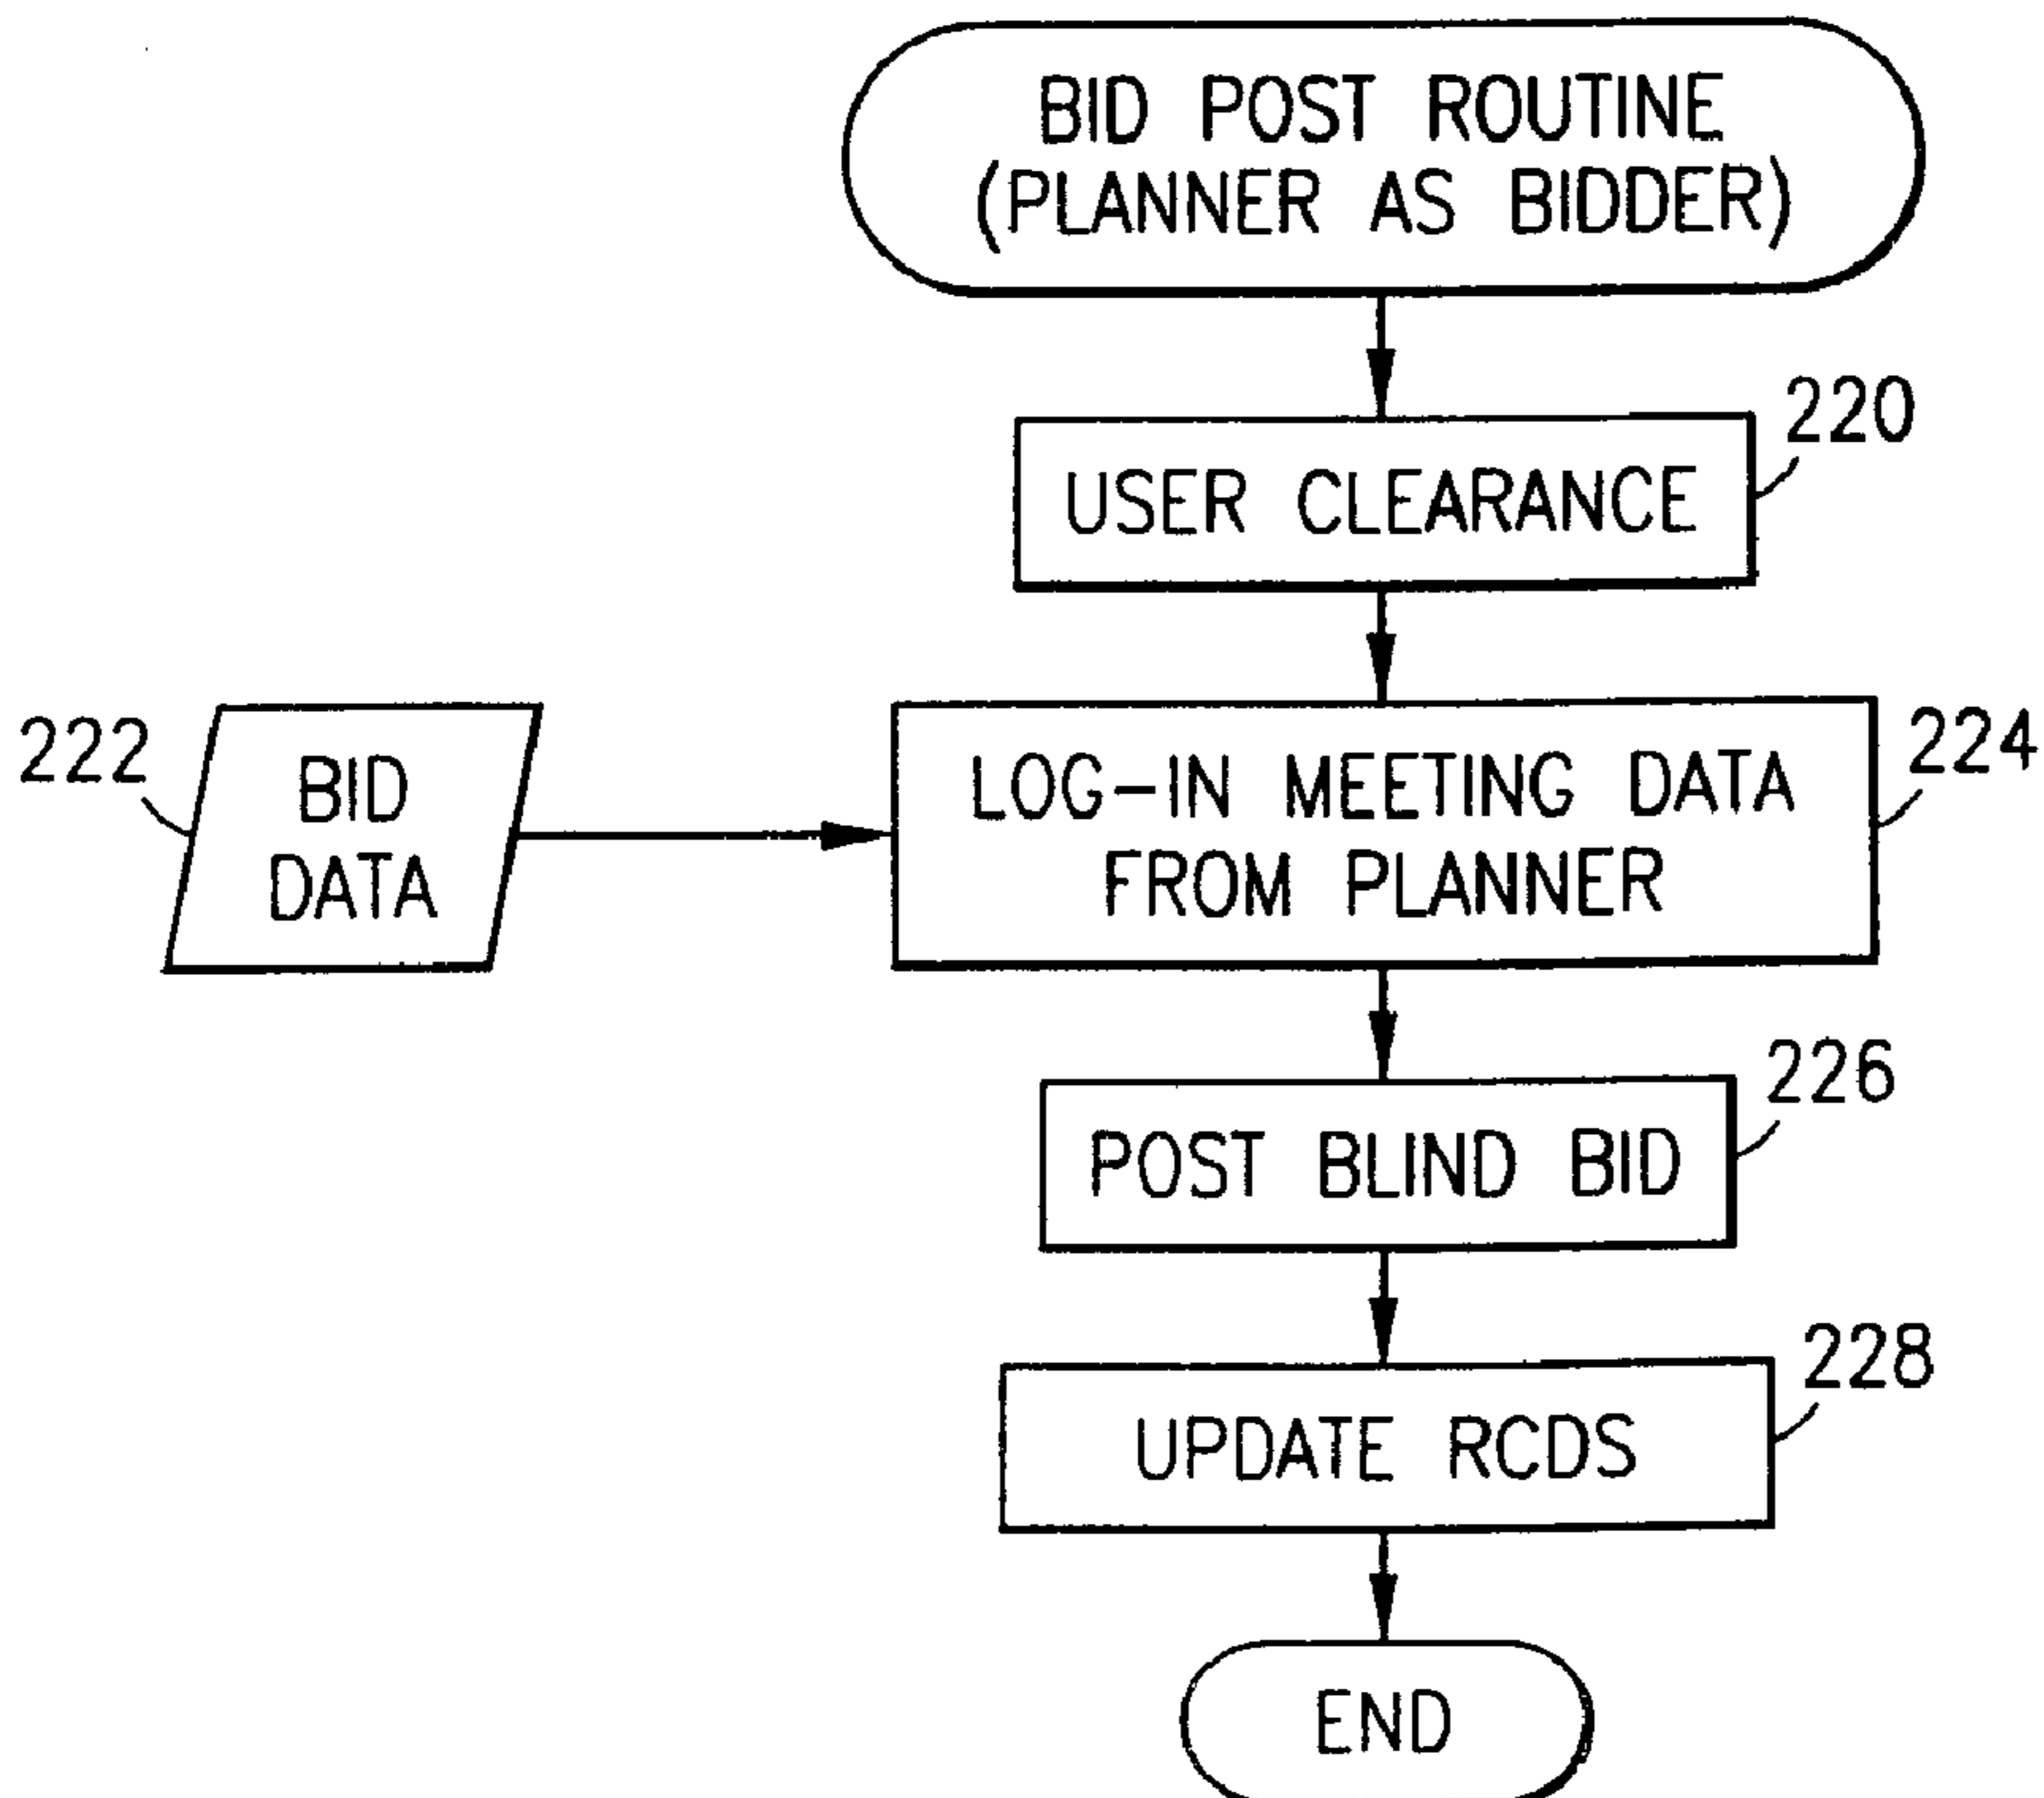 BID POST ROUTINE
(PLANNER AS BIDDER)
220
USER CLEARANCE
222
BID
DATA
224
LOG-IN MEETING DATA
FROM PLANNER
226
POST BLIND BID
228
UPDATE RCDS
END